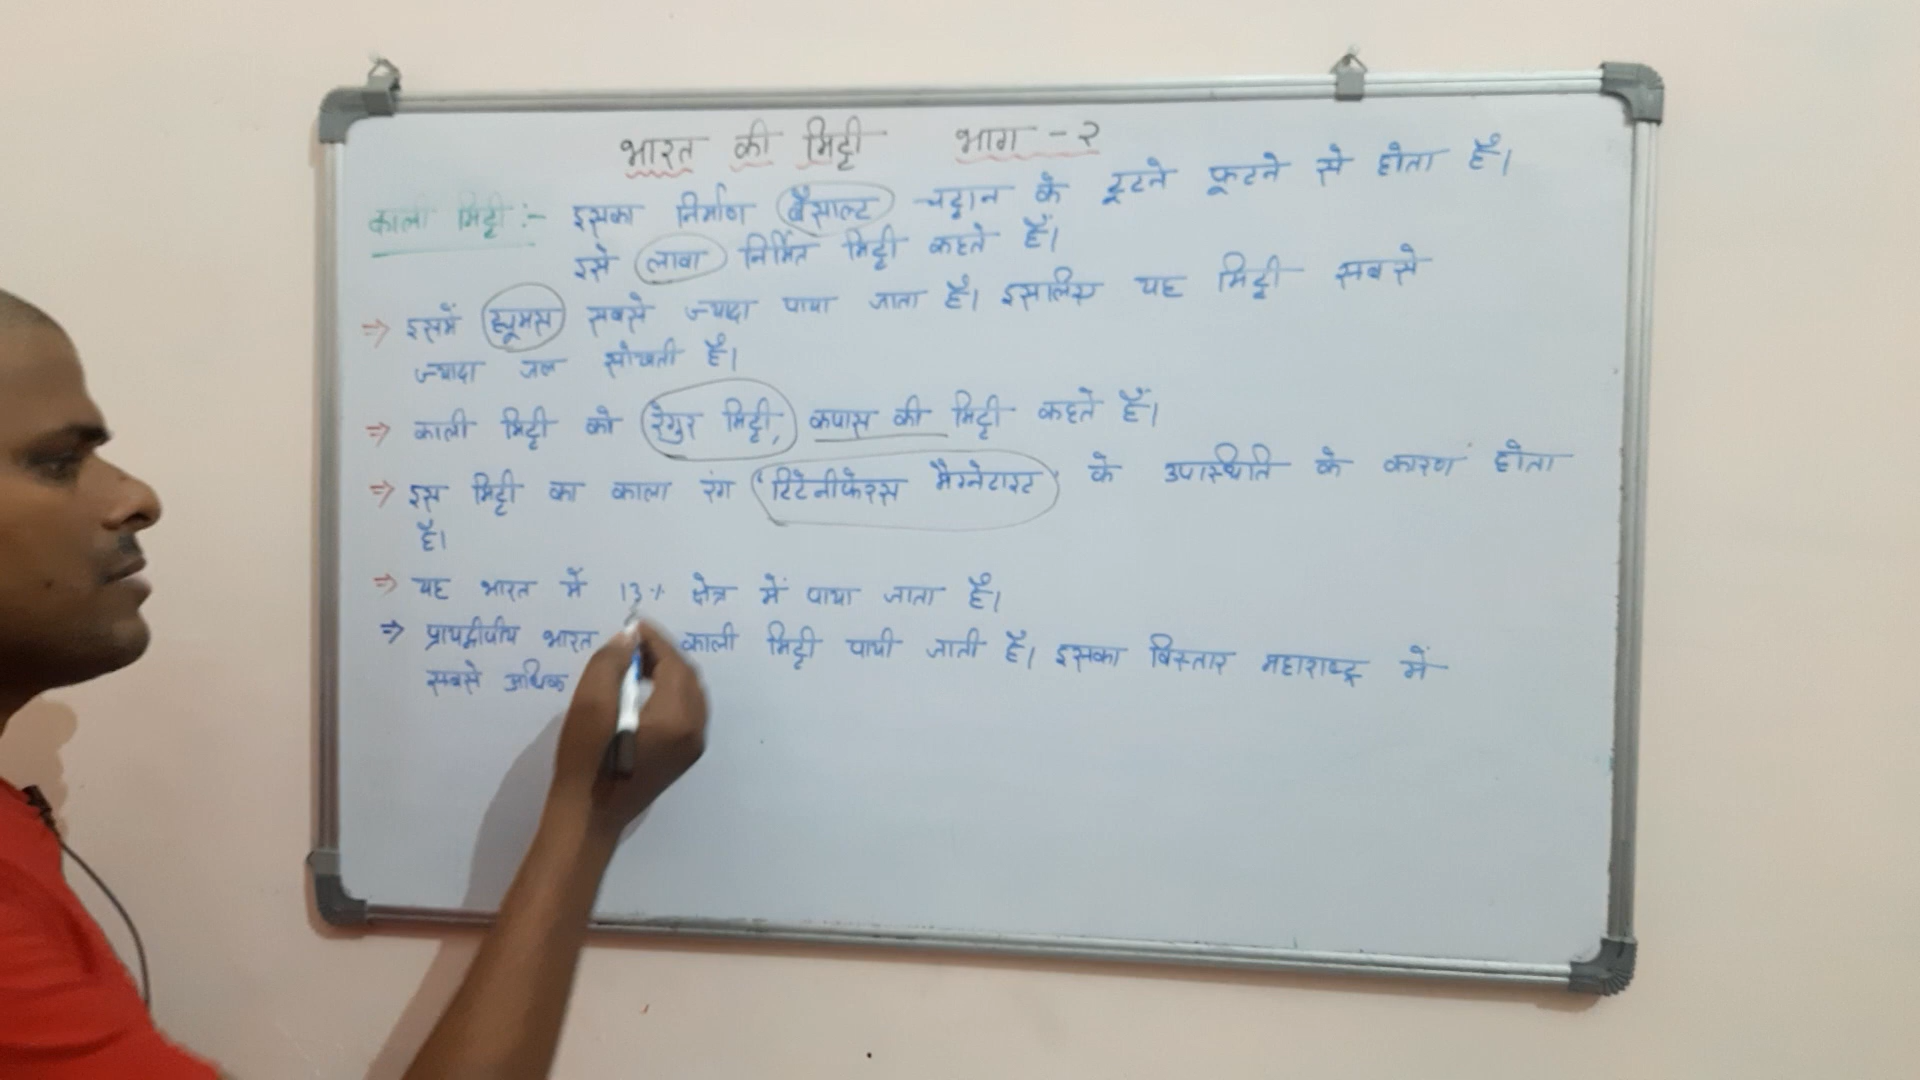 भारत की मिट्टी भाग - २
काली मिट्टी :- इसका निर्माण बैसाल्ट चट्टान के टूटने फूटने से होता हैं।
इसे लावा निर्मित मिट्टी कहते हैं।
⇒ इसमें ह्यूमस सबसे ज्यादा पाया जाता हैं। इसलिए यह मिट्टी सबसे
ज्यादा जल सोखती हैं।
⇒ काली मिट्टी को रेगुर मिट्टी, कपास की मिट्टी कहते हैं।
⇒ इस मिट्टी का काला रंग 'टिटेनीफेरस मैग्नेटाइट' के उपास्थिति के कारण होता
हैं।
⇒ यह भारत में 13% क्षेत्र में पाया जाता हैं।
⇒ प्रायद्वीपीय भारत काली मिट्टी पायी जाती हैं। इसका विस्तार महाराष्ट्र में
सबसे अधिक